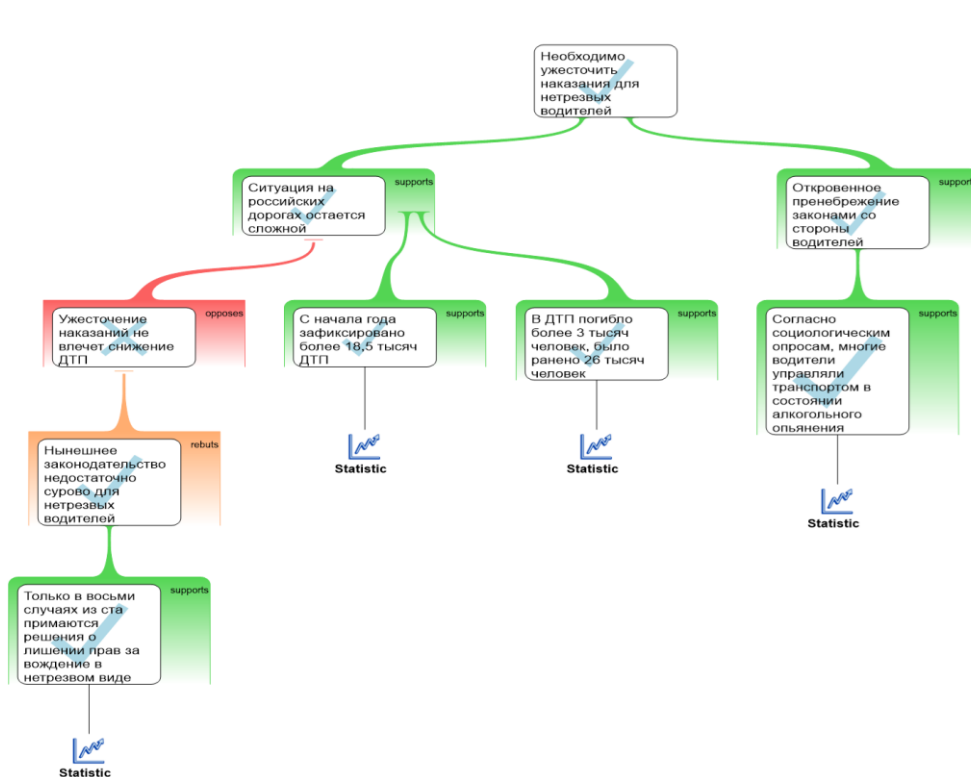 Необходимо
ужесточить
наказания для
нетрезвых
водителей
supports
Ситуация на
российских
дорогах остается
сложной
supports
Откровенное
пренебрежение
законами со
стороны
водителей
opposes
Ужесточение
наказаний не
влечет снижение
ДТП
supports
С начала года
зафиксировано
более 18,5 тысяч
ДТП
supports
В ДТП погибло
более 3 тысяч
человек, было
ранено 26 тысяч
человек
supports
Согласно
социологическим
опросам, многие
водители
управляли
транспортом в
состоянии
алкогольного
опьянения
rebuts
Нынешнее
законодательство
недостаточно
сурово для
нетрезвых
водителей
Statistic
Statistic
Statistic
supports
Только в восьми
случаях из ста
примаются
решения о
лишении прав за
вождение в
нетрезвом виде
Statistic